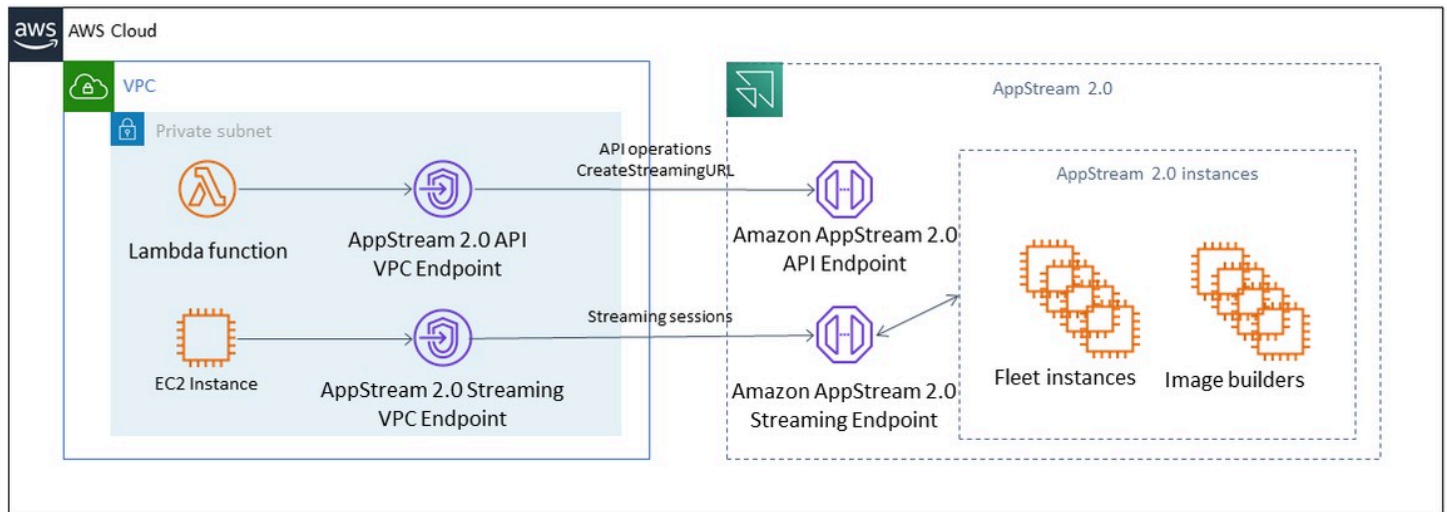 aws
AWS Cloud
VPC
Private subnet
Lambda function
AppStream 2.0 API
VPC Endpoint
API operations
CreateStreamingURL
Amazon AppStream 2.0
API Endpoint
EC2 Instance
AppStream 2.0 Streaming
VPC Endpoint
Streaming sessions
Amazon AppStream 2.0
Streaming Endpoint
AppStream 2.0
AppStream 2.0 instances
Fleet instances
Image builders